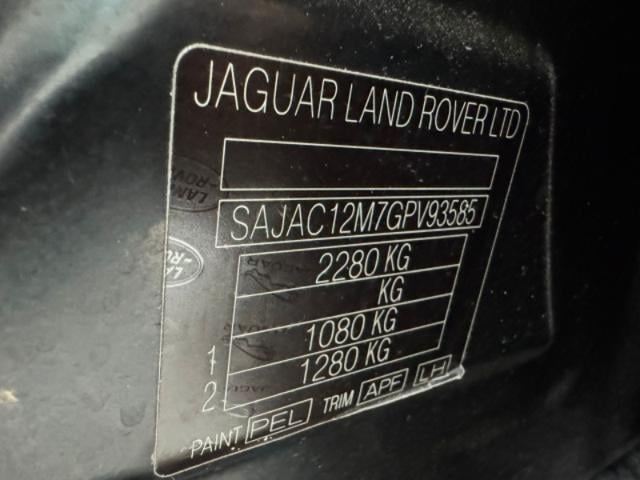 JAGUAR LAND ROVER LTD
SAJAC12M7GPV93585
2280 KG
KG
1 1080 KG
2 1280 KG
PAINT PEL TRIM APF LH